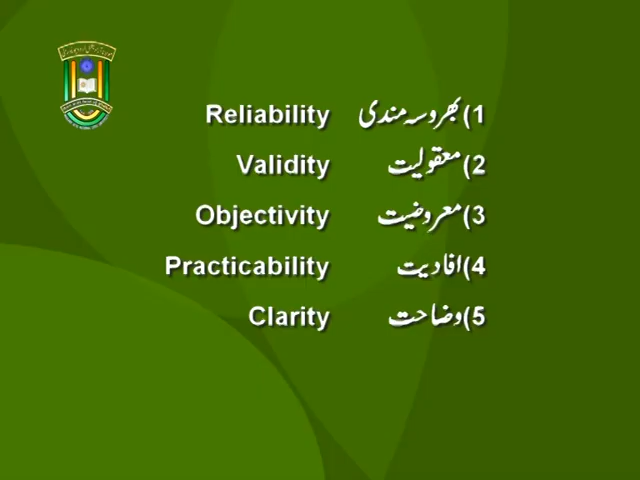 1) بھروسہ مندی Reliability
2) معقولیت Validity
3) معروضیت Objectivity
4) افادیت Practicability
5) وضاحت Clarity